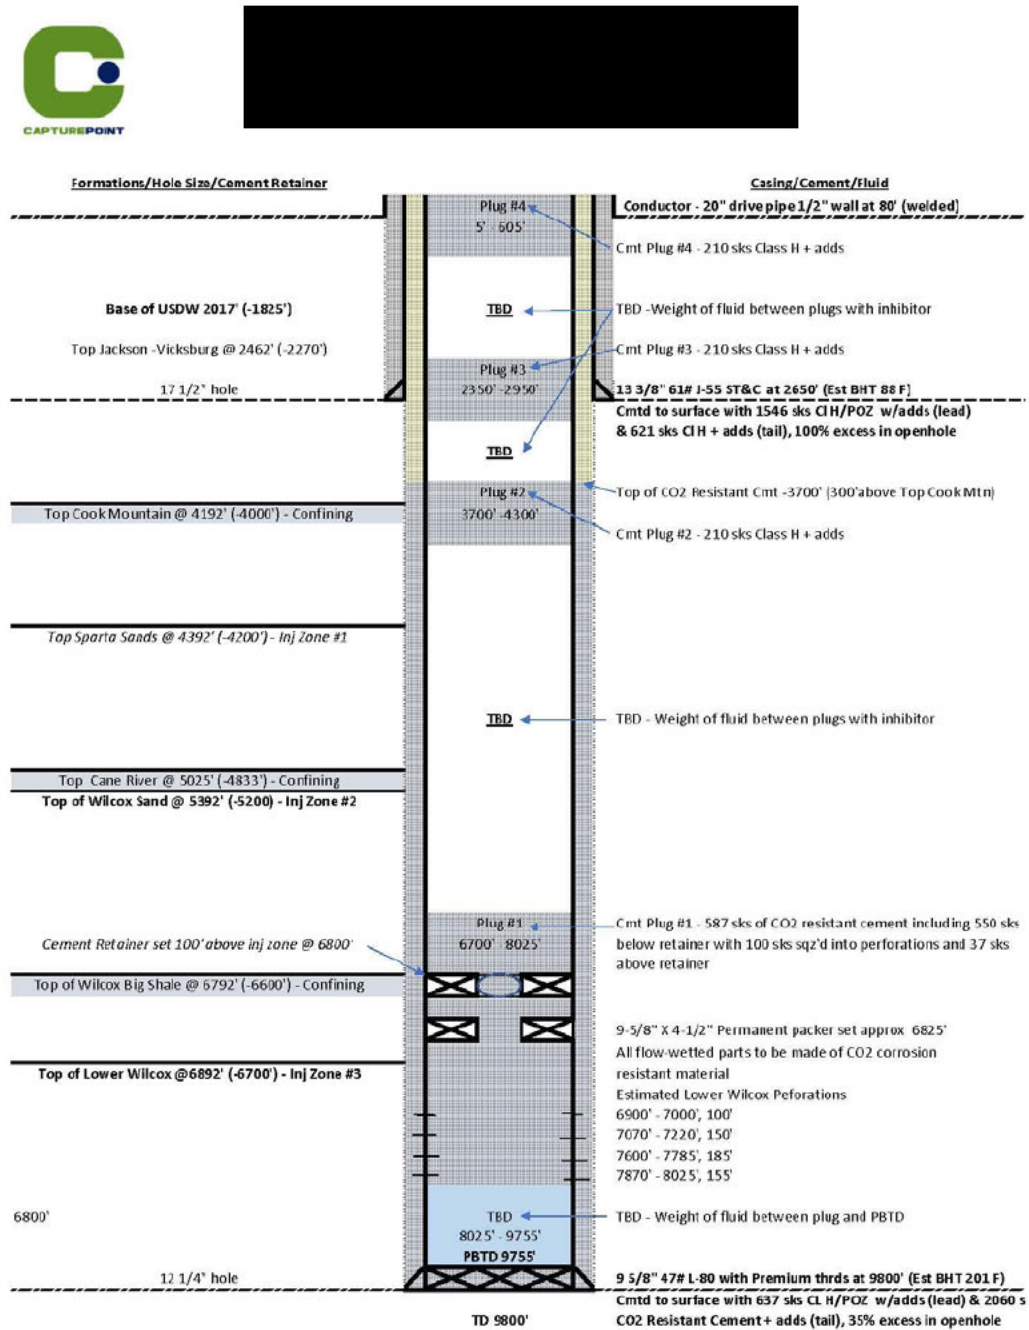 CAPTUREPOINT
Formations/Hole Size/Cement Retainer
Casing/Cement/Fluid
Plug #4
5' - 605'
Conductor - 20" drive pipe 1/2" wall at 80' (welded)
Cmt Plug #4 - 210 sks Class H + adds
Base of USDW 2017' (-1825')
TBD
TBD -Weight of fluid between plugs with inhibitor
Top Jackson -Vicksburg @ 2462' (-2270')
Cmt Plug #3 - 210 sks Class H + adds
Plug #3
2350' -2950'
17 1/2" hole
13 3/8" 61# J-55 ST&C at 2650' (Est BHT 88 F)
Cmtd to surface with 1546 sks Cl H/POZ w/adds (lead)
& 621 sks Cl H + adds (tail), 100% excess in openhole
TBD
Plug #2
3700' -4300'
Top of CO2 Resistant Cmt -3700' (300'above Top Cook Mtn)
Top Cook Mountain @ 4192' (-4000') - Confining
Cmt Plug #2 - 210 sks Class H + adds
Top Sparta Sands @ 4392' (-4200') - Inj Zone #1
TBD
TBD - Weight of fluid between plugs with inhibitor
Top Cane River @ 5025' (-4833') - Confining
Top of Wilcox Sand @ 5392' (-5200) - Inj Zone #2
Plug #1
6700' - 8025'
Cmt Plug #1 - 587 sks of CO2 resistant cement including 550 sks
below retainer with 100 sks sqz'd into perforations and 37 sks
above retainer
Cement Retainer set 100' above inj zone @ 6800'
Top of Wilcox Big Shale @ 6792' (-6600') - Confining
9-5/8" X 4-1/2" Permanent packer set approx 6825'
All flow-wetted parts to be made of CO2 corrosion
resistant material
Top of Lower Wilcox @6892' (-6700') - Inj Zone #3
Estimated Lower Wilcox Peforations
6900' - 7000', 100'
7070' - 7220', 150'
7600' - 7785', 185'
7870' - 8025', 155'
6800'
TBD
8025' - 9755'
PBTD 9755'
TBD - Weight of fluid between plug and PBTD
12 1/4" hole
9 5/8" 47# L-80 with Premium thrds at 9800' (Est BHT 201 F)
Cmtd to surface with 637 sks CL H/POZ w/adds (lead) & 2060 s
CO2 Resistant Cement + adds (tail), 35% excess in openhole
TD 9800'